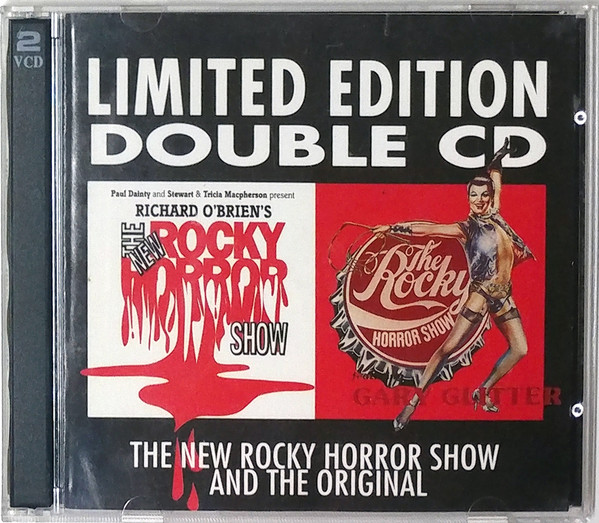 2
VCD
LIMITED EDITION
DOUBLE CD
Paul Dainty and Stewart & Tricia Macpherson present
RICHARD O'BRIEN'S
THE
NEW
ROCKY
HORROR
SHOW
The
Rocky
HORROR SHOW
GARY GLITTER
THE NEW ROCKY HORROR SHOW
AND THE ORIGINAL